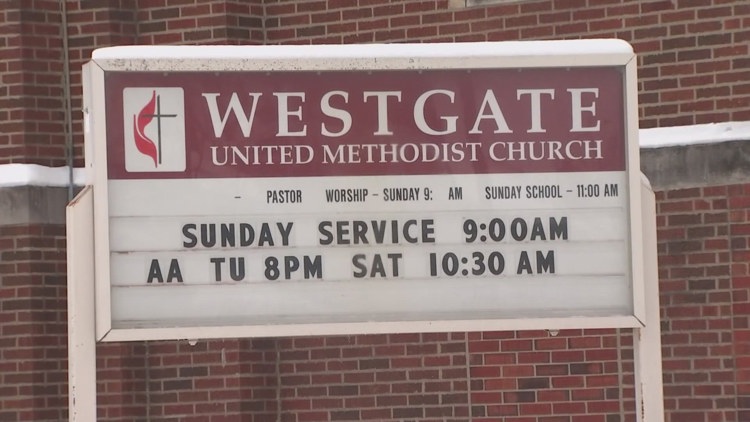 WESTGATE
UNITED METHODIST CHURCH
- PASTOR WORSHIP - SUNDAY 9: AM SUNDAY SCHOOL - 11:00 AM
SUNDAY SERVICE 9:00AM
AA TU 8PM SAT 10:30 AM